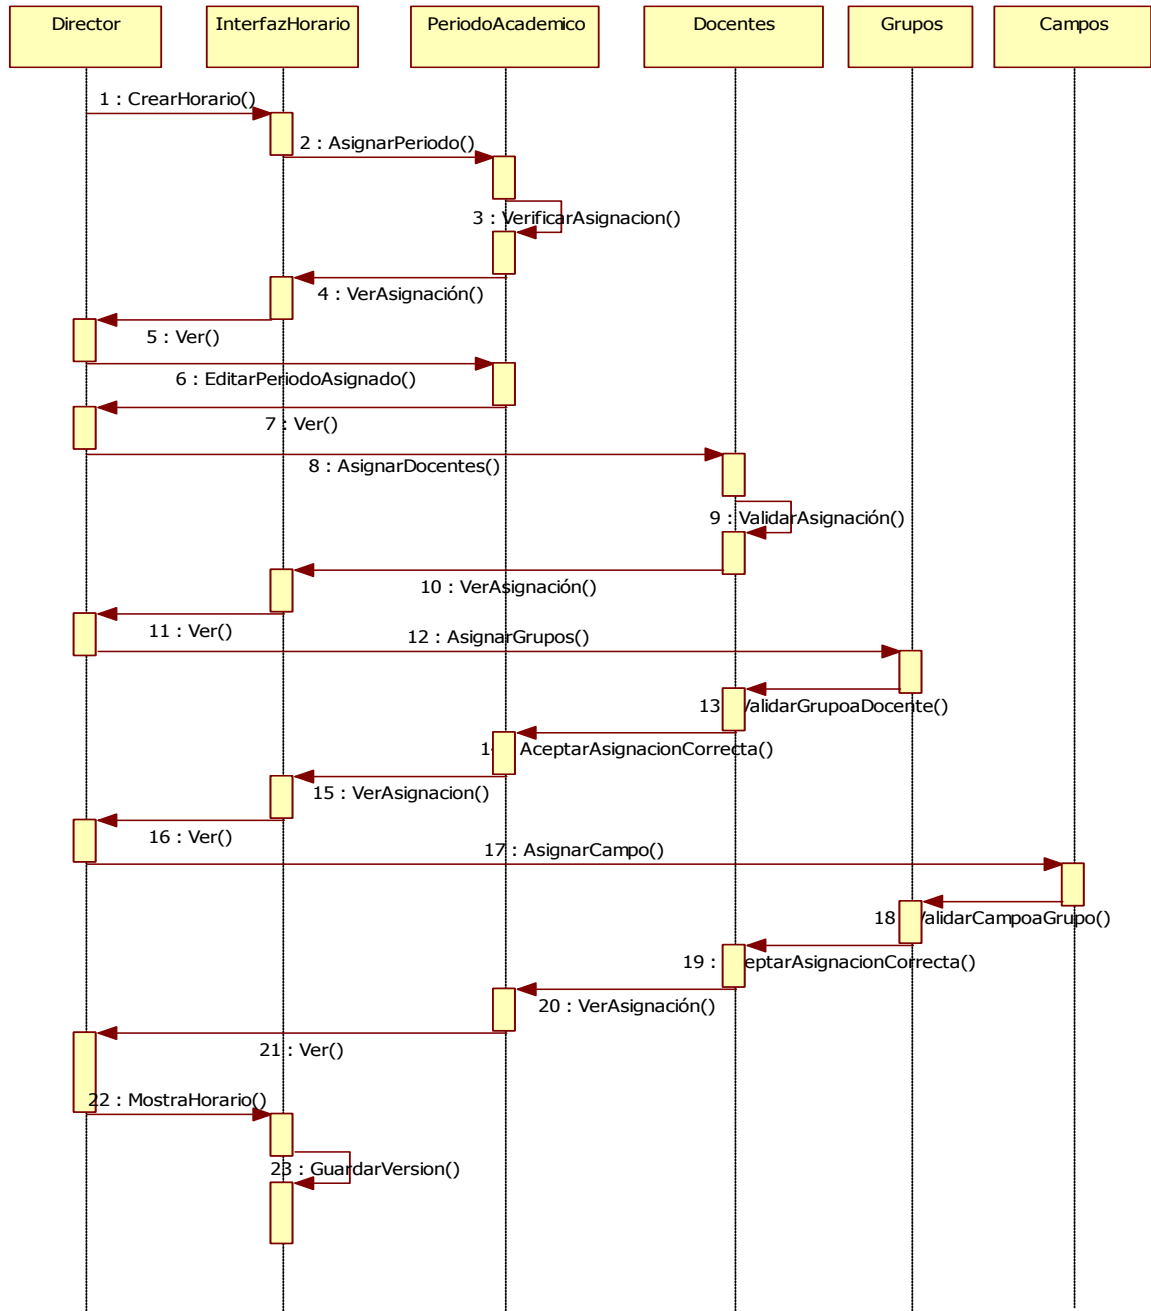 Director
InterfazHorario
PeriodoAcademico
Docentes
Grupos
Campos
1 : CrearHorario()
2 : AsignarPeriodo()
3 : VerificarAsignacion()
4 : VerAsignación()
5 : Ver()
6 : EditarPeriodoAsignado()
7 : Ver()
8 : AsignarDocentes()
9 : ValidarAsignación()
10 : VerAsignación()
11 : Ver()
12 : AsignarGrupos()
13 : ValidarGrupoaDocente()
14 : AceptarAsignacionCorrecta()
15 : VerAsignacion()
16 : Ver()
17 : AsignarCampo()
18 : ValidarCampoaGrupo()
19 : AceptarAsignacionCorrecta()
20 : VerAsignación()
21 : Ver()
22 : MostraHorario()
23 : GuardarVersion()